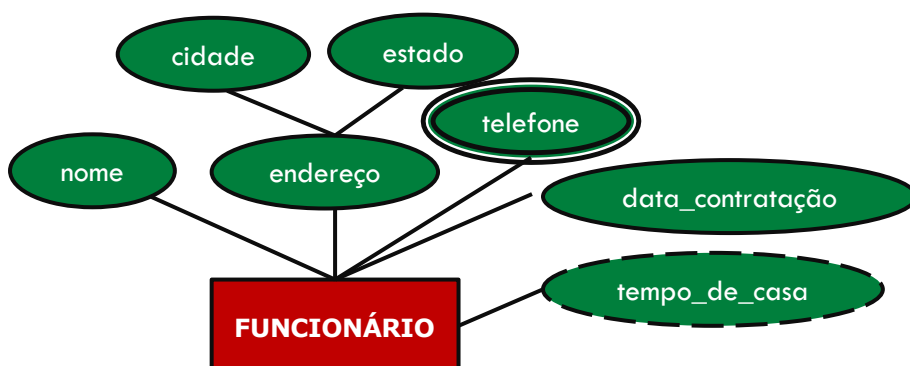 cidade
estado
telefone
nome
endereço
data_contratação
tempo_de_casa
FUNCIONÁRIO